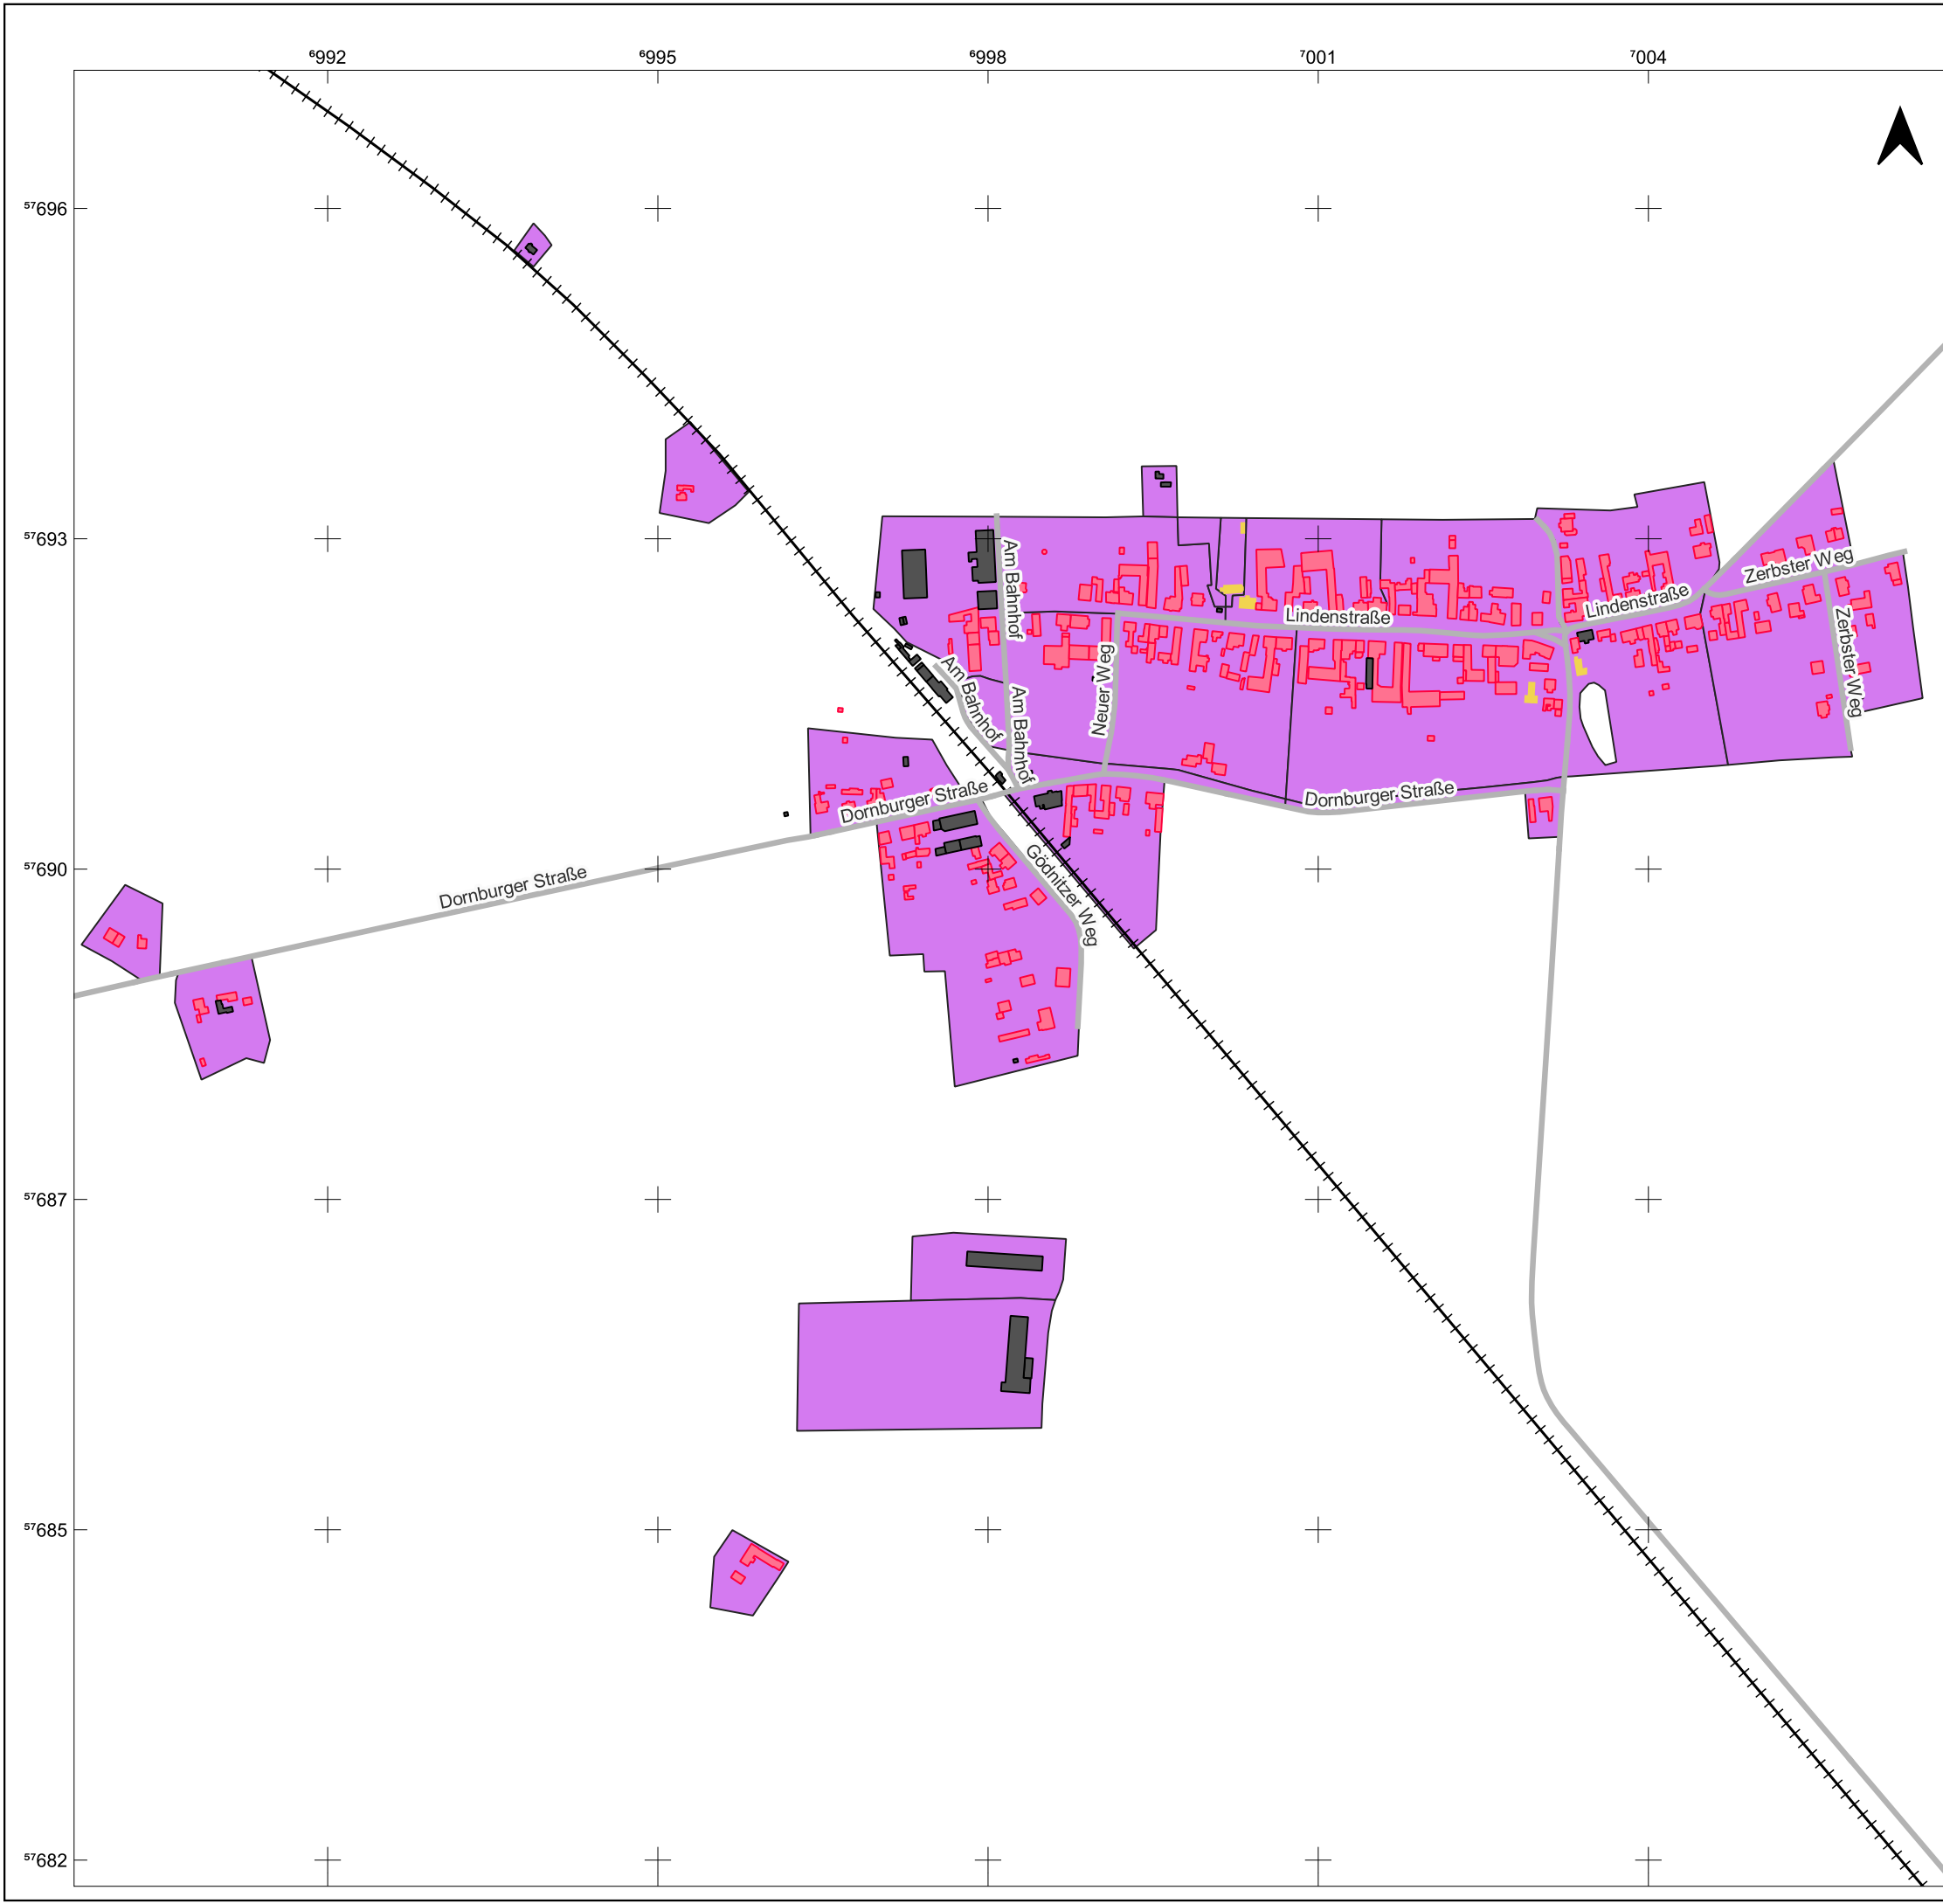 ⁶992
⁶995
⁶998
⁷001
⁷004
⁵⁷696
⁵⁷693
⁵⁷690
⁵⁷687
⁵⁷685
⁵⁷682
Am Bahnhof
Zerbster Weg
Lindenstraße
Lindenstraße
Zerbster Weg
Neuer Weg
Am Bahnhof
Am Bahnhof
Dornburger Straße
Dornburger Straße
Dornburger Straße
Gödnitzer Weg